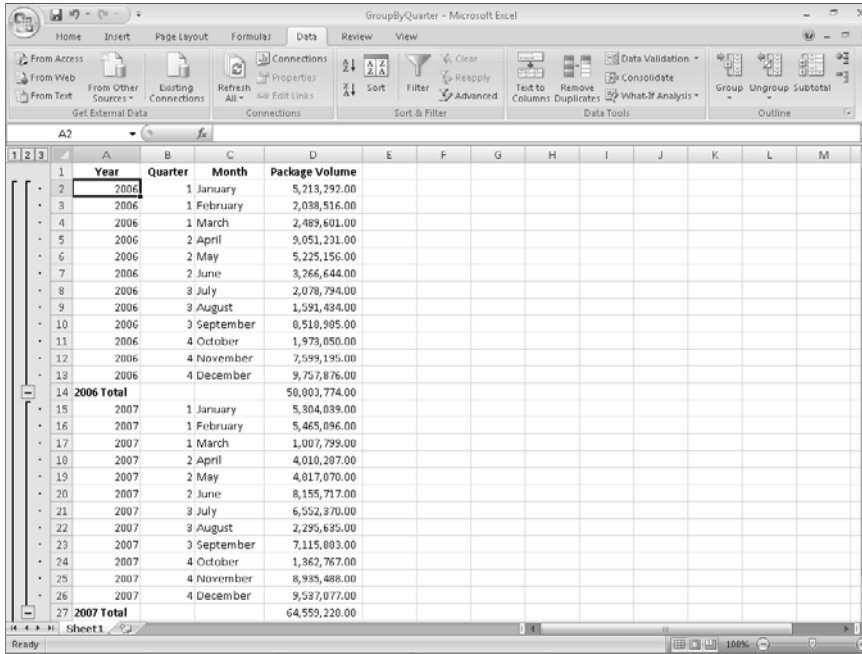 GroupByQuarter - Microsoft Excel
Home Insert Page Layout Formulas Data Review View
From Access
From Web
From Text
From Other Sources
Existing Connections
Get External Data
Refresh All
Connections
Properties
Edit Links
Connections
Sort
Filter
Clear
Reapply
Advanced
Sort & Filter
Text to Columns
Remove Duplicates
Data Validation
Consolidate
What-If Analysis
Data Tools
Group
Ungroup
Subtotal
Outline
A2 fx
1 2 3 A B C D E F G H I J K L M
1 Year Quarter Month Package Volume
2 2006 1 January 5,213,292.00
3 2006 1 February 2,038,516.00
4 2006 1 March 2,489,601.00
5 2006 2 April 9,051,231.00
6 2006 2 May 5,225,156.00
7 2006 2 June 3,266,644.00
8 2006 3 July 2,078,794.00
9 2006 3 August 1,591,434.00
10 2006 3 September 8,518,985.00
11 2006 4 October 1,973,050.00
12 2006 4 November 7,599,195.00
13 2006 4 December 9,757,876.00
14 2006 Total 58,803,774.00
15 2007 1 January 5,304,039.00
16 2007 1 February 5,465,096.00
17 2007 1 March 1,007,799.00
18 2007 2 April 4,010,287.00
19 2007 2 May 4,817,070.00
20 2007 2 June 8,155,717.00
21 2007 3 July 6,552,370.00
22 2007 3 August 2,295,635.00
23 2007 3 September 7,115,883.00
24 2007 4 October 1,362,767.00
25 2007 4 November 8,935,488.00
26 2007 4 December 9,537,077.00
27 2007 Total 64,559,228.00
Sheet1
Ready 100%